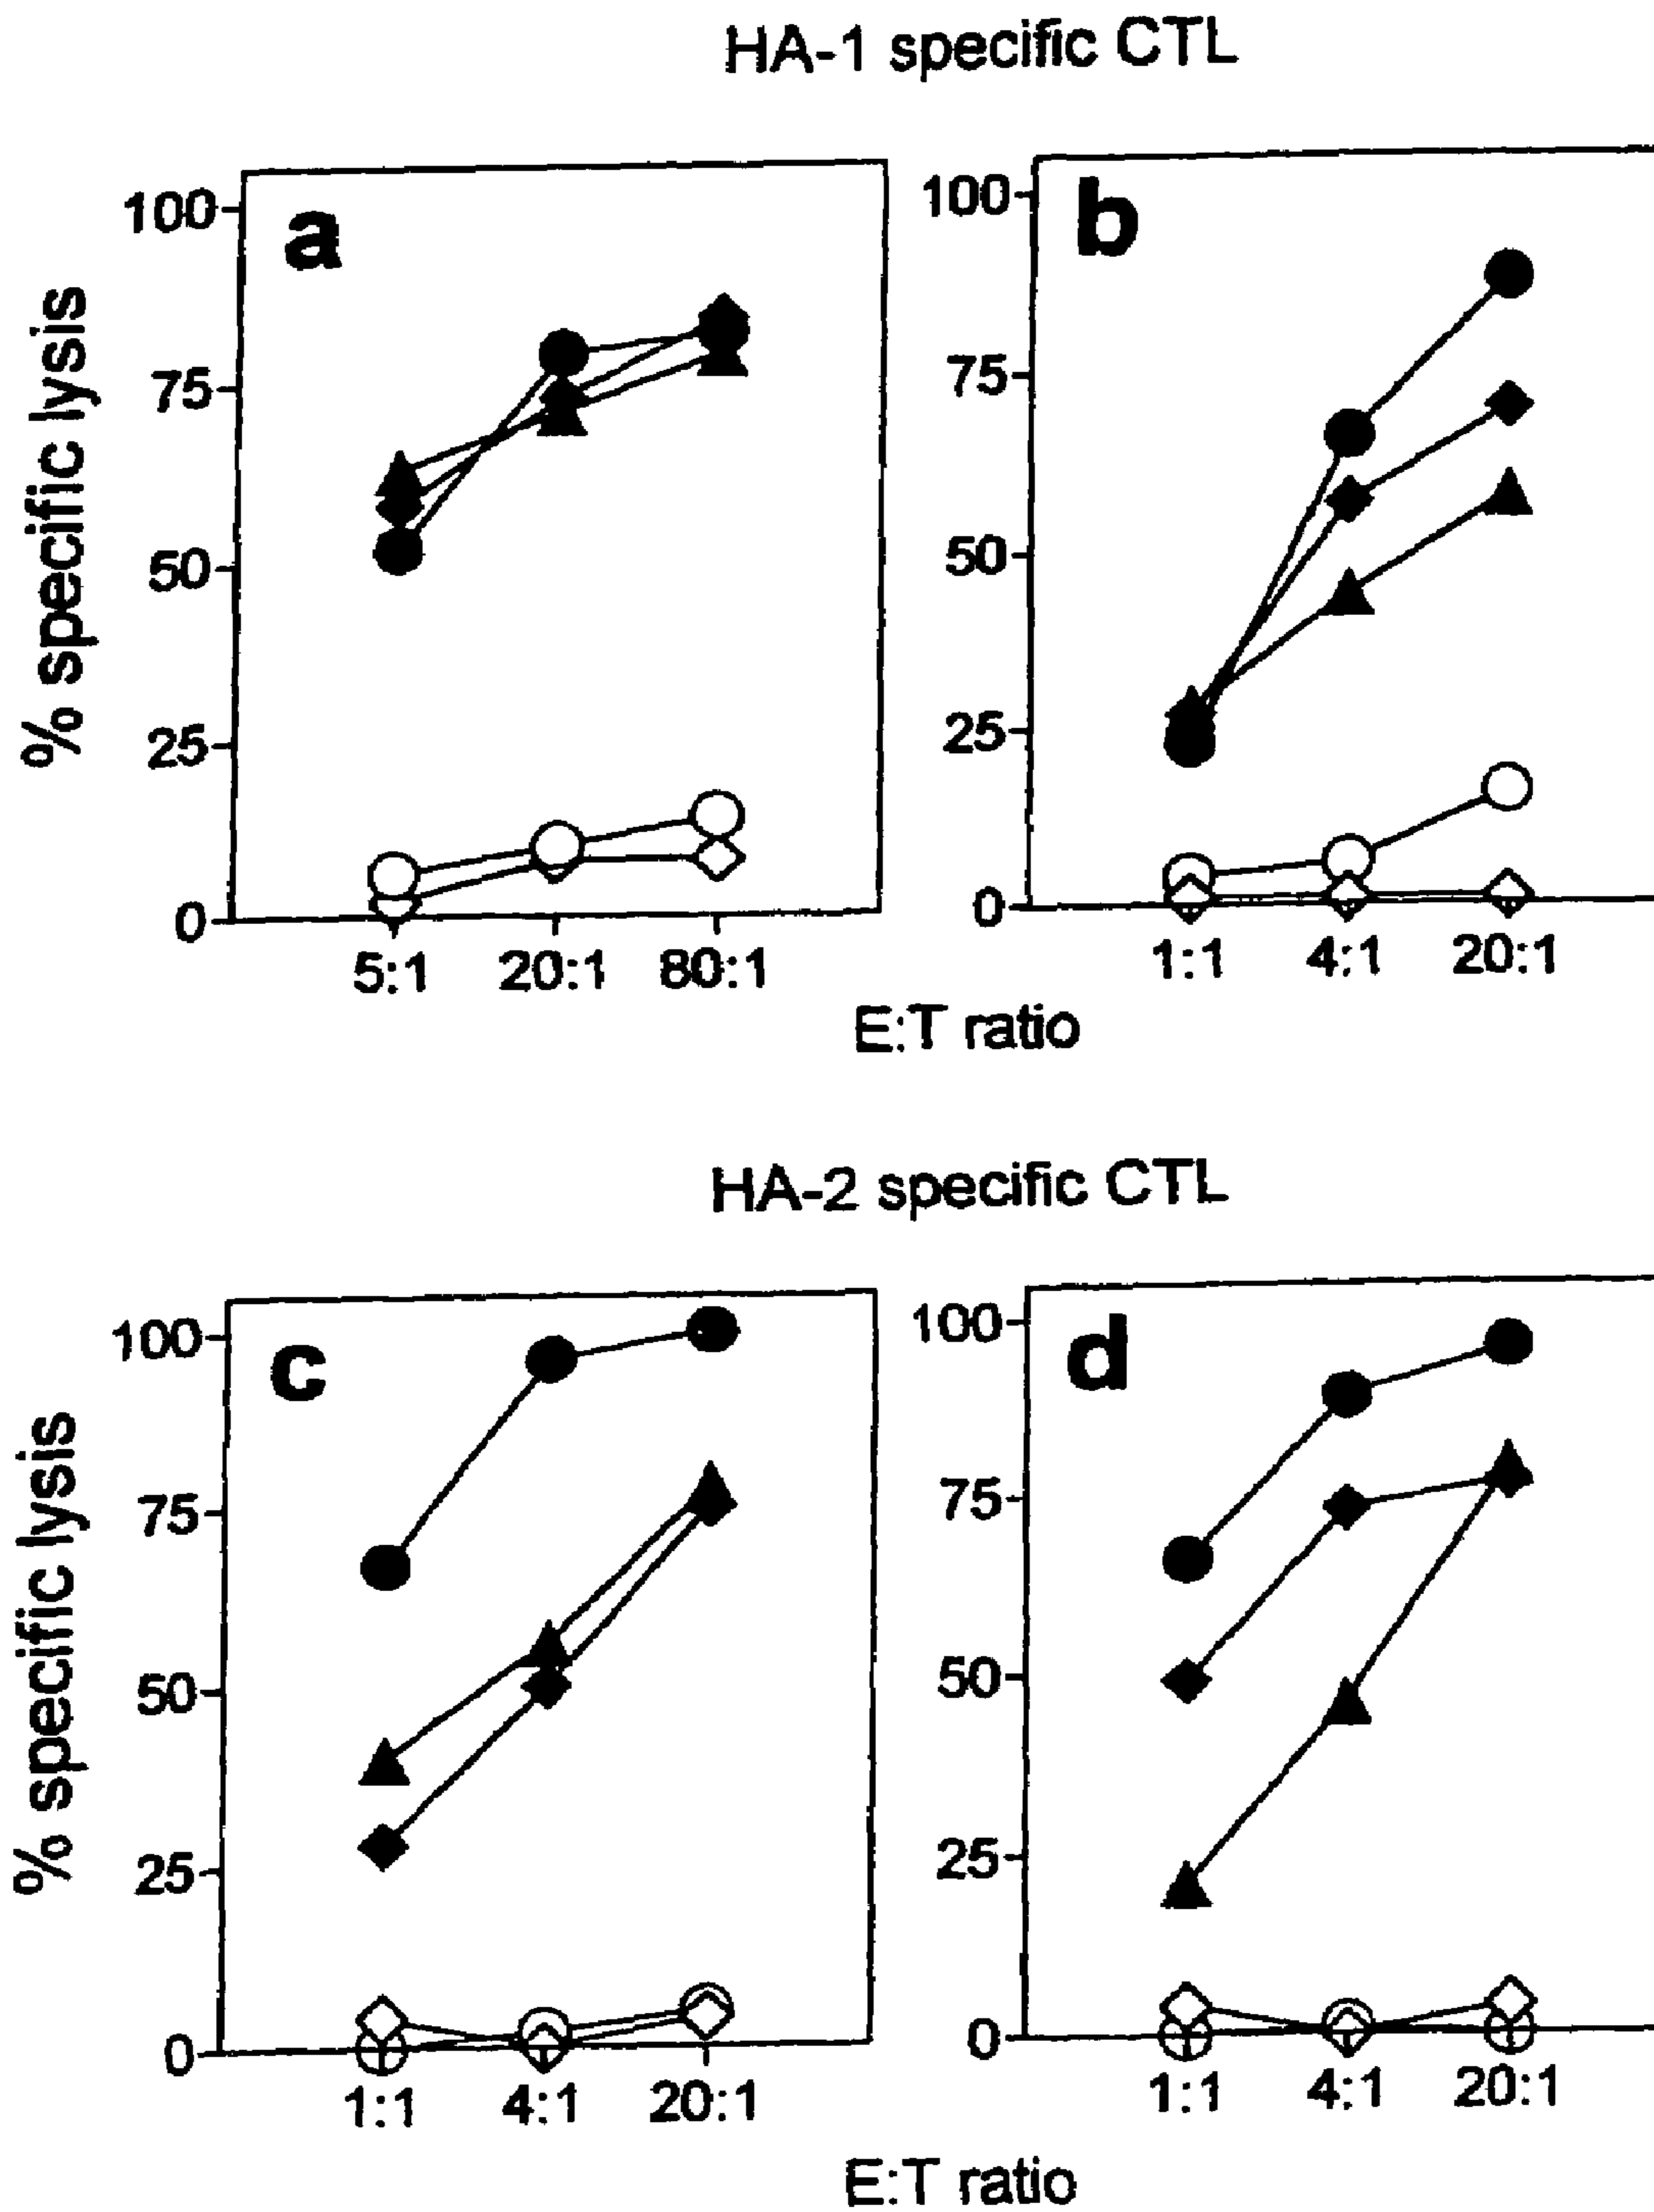 HA-1 specific CTL
a
b
% specific lysis
100
75
50
25
0
100
75
50
25
0
5:1 20:1 80:1
1:1 4:1 20:1
E:T ratio
HA-2 specific CTL
c
d
% specific lysis
100
75
50
25
0
100
75
50
25
0
1:1 4:1 20:1
1:1 4:1 20:1
E:T ratio